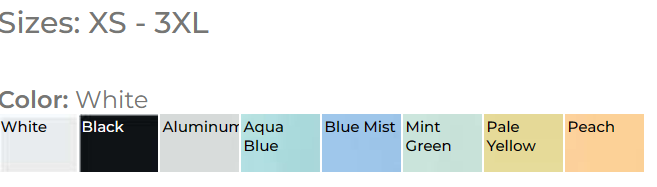 Sizes: XS - 3XL
Color: White
White Black Aluminum Aqua Blue Mist Mint Pale Peach
Blue Green Yellow